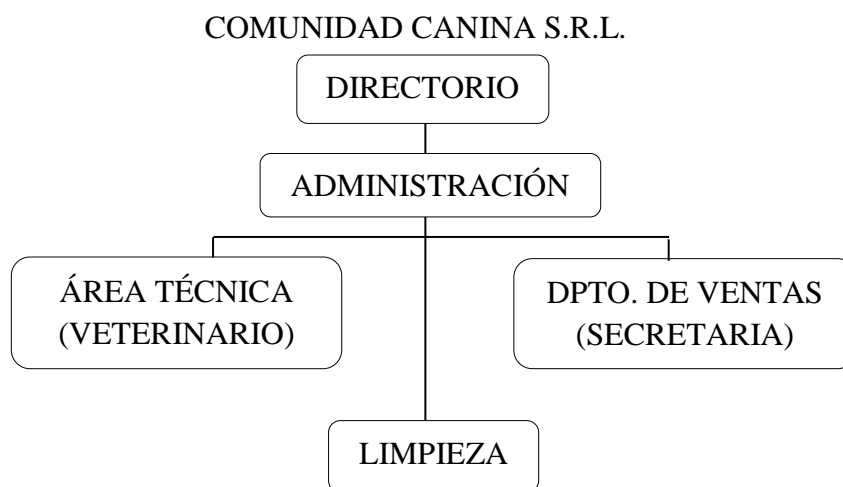 COMUNIDAD CANINA S.R.L.
DIRECTORIO
ADMINISTRACIÓN
ÁREA TÉCNICA
(VETERINARIO)
DPTO. DE VENTAS
(SECRETARIA)
LIMPIEZA